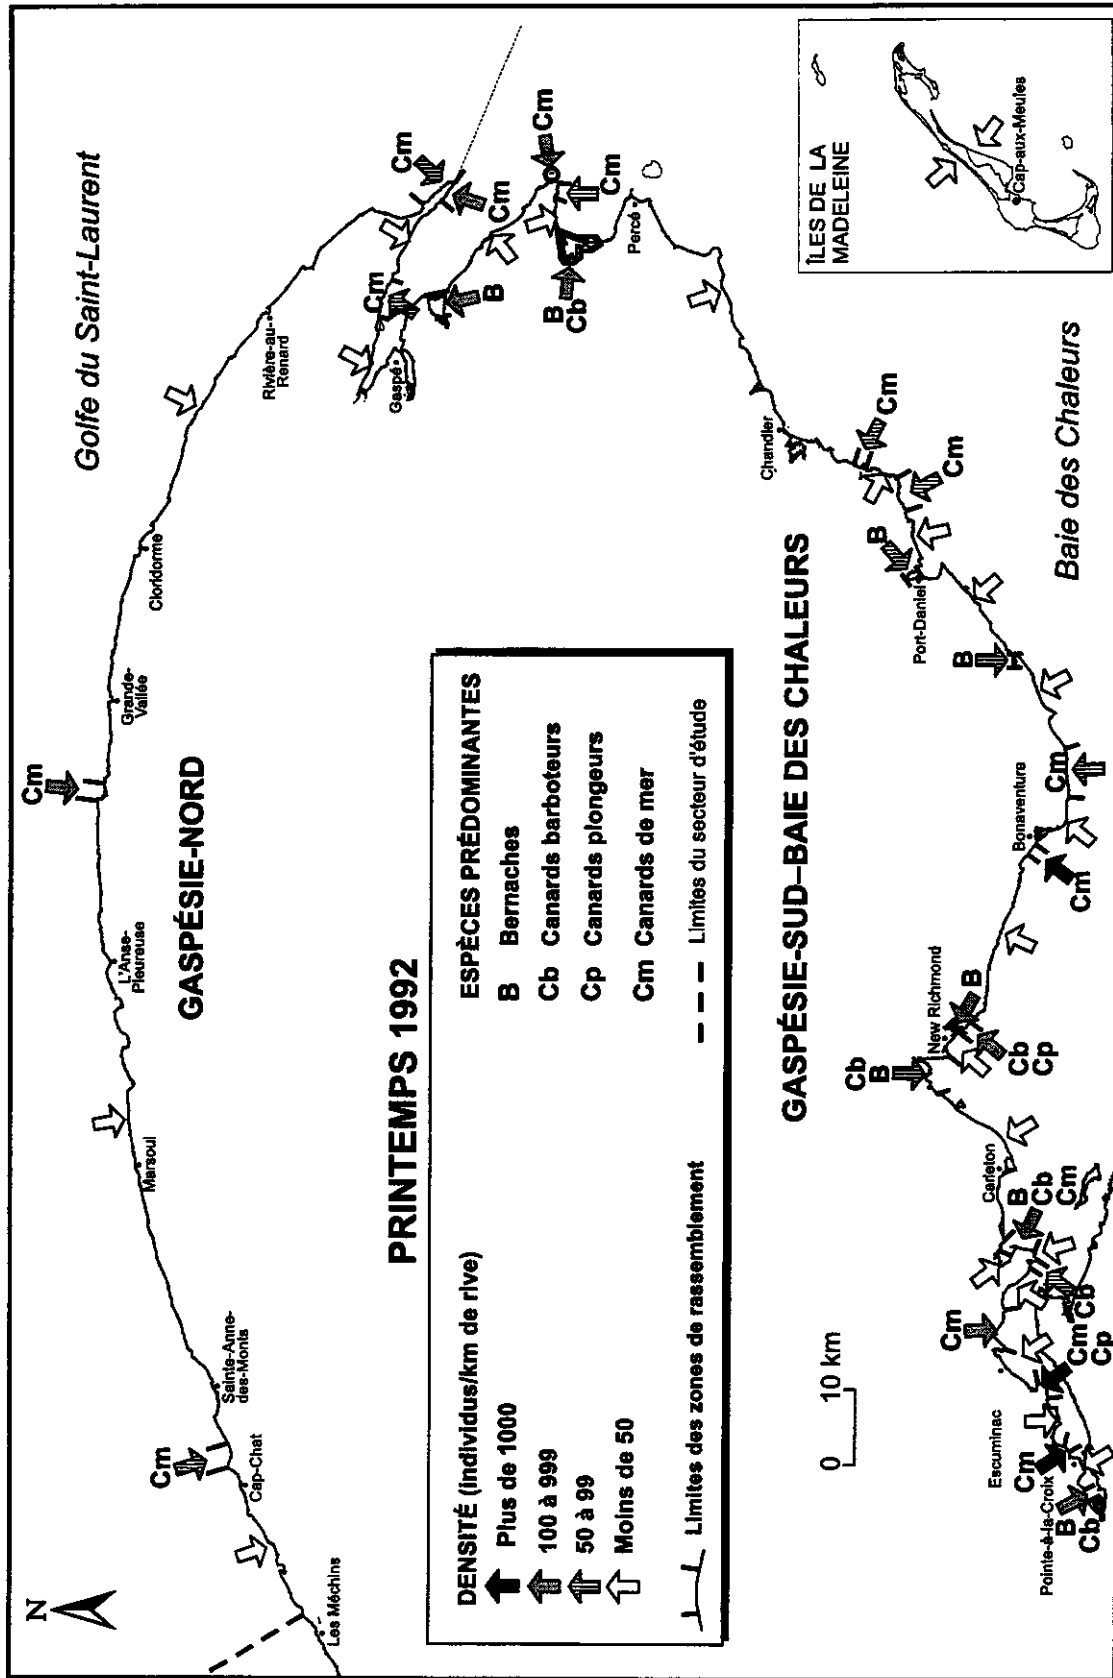 N
Golfe du Saint-Laurent
GASPÉSIE-NORD
Les Méchins
Cap-Chat
Cm
Sainte-Anne-
des-Monts
Marsoui
L'Anse-
Pleureuse
Cm
Grande-
Vallée
Cloridorme
Rivière-au-
Renard
Gaspé
Cm
Cm
Cm
B
Cm
Cm
B
Cb
Percé
PRINTEMPS 1992
DENSITÉ (individus/km de rive)
Plus de 1000
100 à 999
50 à 99
Moins de 50
Limites des zones de rassemblement
ESPÈCES PRÉDOMINANTES
B Bernaches
Cb Canards barboteurs
Cp Canards plongeurs
Cm Canards de mer
Limites du secteur d'étude
GASPÉSIE-SUD–BAIE DES CHALEURS
Chandler
Cm
Cm
B
Port-Daniel
B
Baie des Chaleurs
Bonaventure
Cm
Cm
New Richmond
B
Cb
Cp
Cb
B
Carleton
B
Cb
Cm
Cb
Cm
Cm
Cp
Escuminac
Cm
Pointe-à-la-Croix
B
Cb
0 10 km
ÎLES DE LA
MADELEINE
Cap-aux-Meules